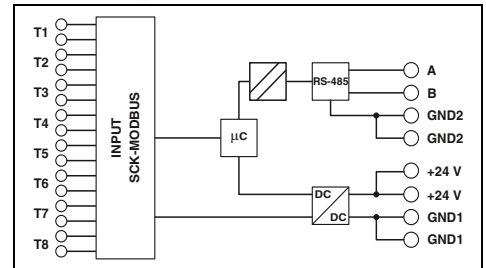 T1
T2
T3
T4
T5
T6
T7
T8
INPUT
SCK-MODBUS
µC
RS-485
DC
DC
A
B
GND2
GND2
+24 V
+24 V
GND1
GND1